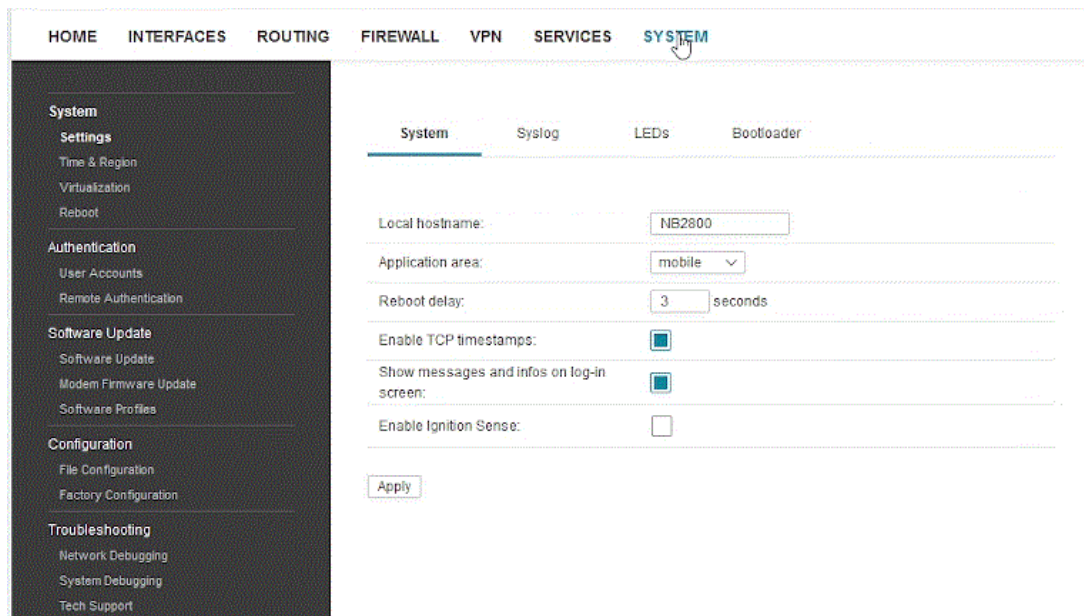 HOME INTERFACES ROUTING FIREWALL VPN SERVICES SYSTEM
System
Settings
Time & Region
Virtualization
Reboot
Authentication
User Accounts
Remote Authentication
Software Update
Software Update
Modem Firmware Update
Software Profiles
Configuration
File Configuration
Factory Configuration
Troubleshooting
Network Debugging
System Debugging
Tech Support
System Syslog LEDs Bootloader
Local hostname: NB2800
Application area: mobile
Reboot delay: 3 seconds
Enable TCP timestamps:
Show messages and infos on log-in
screen:
Enable Ignition Sense:
Apply